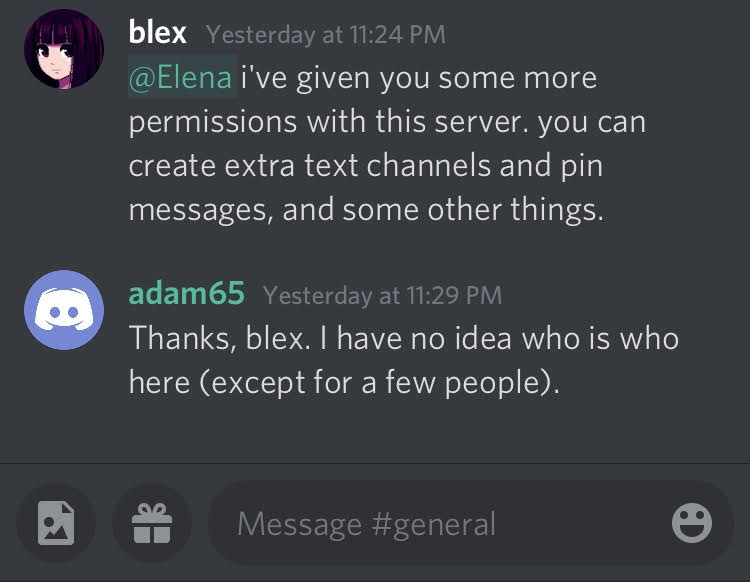 blex Yesterday at 11:24 PM
@Elena i've given you some more
permissions with this server. you can
create extra text channels and pin
messages, and some other things.
adam65 Yesterday at 11:29 PM
Thanks, blex. I have no idea who is who
here (except for a few people).
Message #general